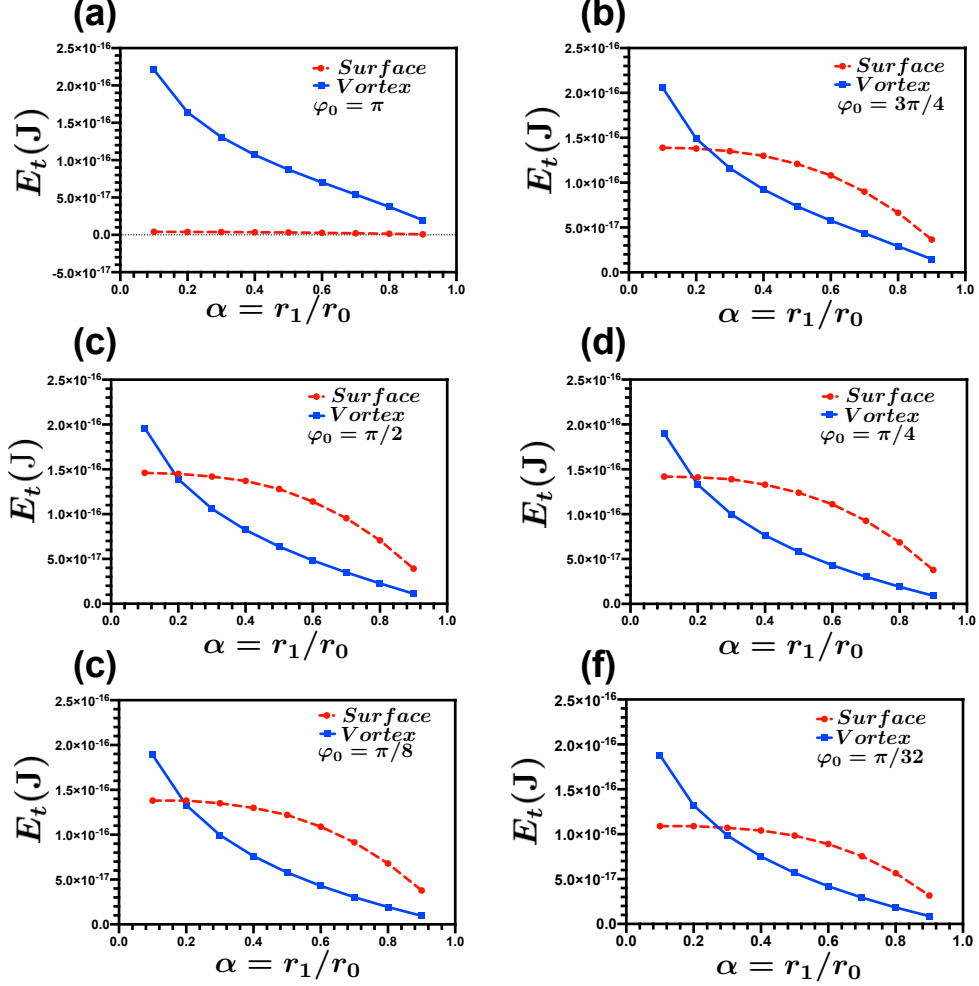 (a)
2.5×10⁻¹⁶
2.0×10⁻¹⁶
1.5×10⁻¹⁶
1.0×10⁻¹⁶
5.0×10⁻¹⁷
0.0
-5.0×10⁻¹⁷
E_t(J)
Surface
Vortex
φ₀ = π
0.0 0.2 0.4 0.6 0.8 1.0
α = r₁/r₀
(b)
2.5×10⁻¹⁶
2.0×10⁻¹⁶
1.5×10⁻¹⁶
1.0×10⁻¹⁶
5.0×10⁻¹⁷
0.0
E_t(J)
Surface
Vortex
φ₀ = 3π/4
0.0 0.2 0.4 0.6 0.8 1.0
α = r₁/r₀
(c)
2.5×10⁻¹⁶
2.0×10⁻¹⁶
1.5×10⁻¹⁶
1.0×10⁻¹⁶
5.0×10⁻¹⁷
0.0
E_t(J)
Surface
Vortex
φ₀ = π/2
0.0 0.2 0.4 0.6 0.8 1.0
α = r₁/r₀
(d)
2.5×10⁻¹⁶
2.0×10⁻¹⁶
1.5×10⁻¹⁶
1.0×10⁻¹⁶
5.0×10⁻¹⁷
0.0
E_t(J)
Surface
Vortex
φ₀ = π/4
0.0 0.2 0.4 0.6 0.8 1.0
α = r₁/r₀
(c)
2.5×10⁻¹⁶
2.0×10⁻¹⁶
1.5×10⁻¹⁶
1.0×10⁻¹⁶
5.0×10⁻¹⁷
0.0
E_t(J)
Surface
Vortex
φ₀ = π/8
0.0 0.2 0.4 0.6 0.8 1.0
α = r₁/r₀
(f)
2.5×10⁻¹⁶
2.0×10⁻¹⁶
1.5×10⁻¹⁶
1.0×10⁻¹⁶
5.0×10⁻¹⁷
0.0
E_t(J)
Surface
Vortex
φ₀ = π/32
0.0 0.2 0.4 0.6 0.8 1.0
α = r₁/r₀